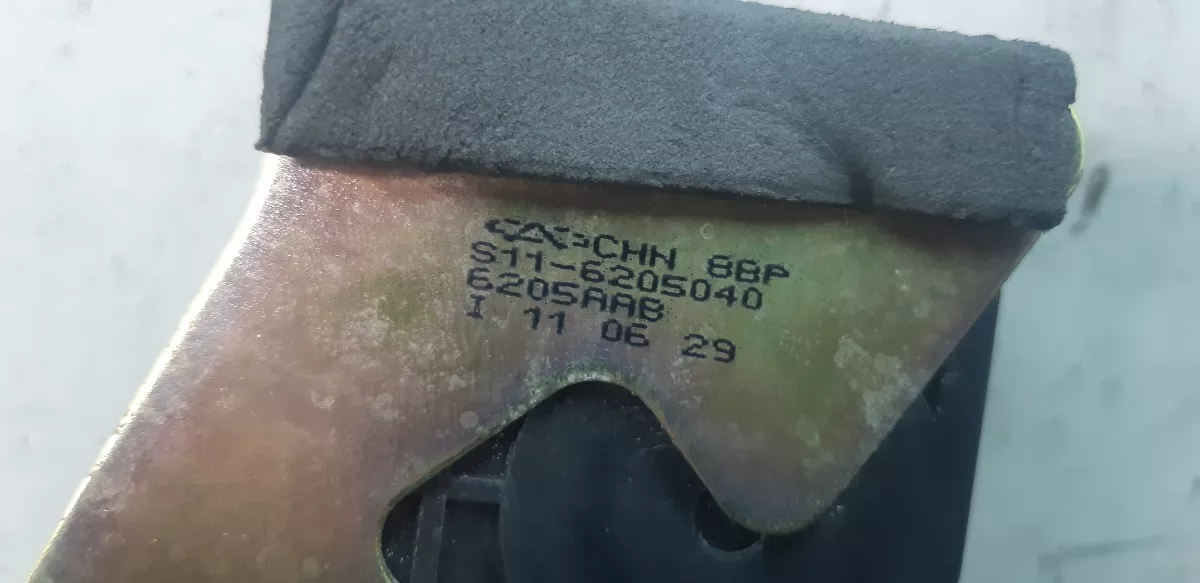 CHN 8BP
S11-6205040
6205AAB
I 11 06 29